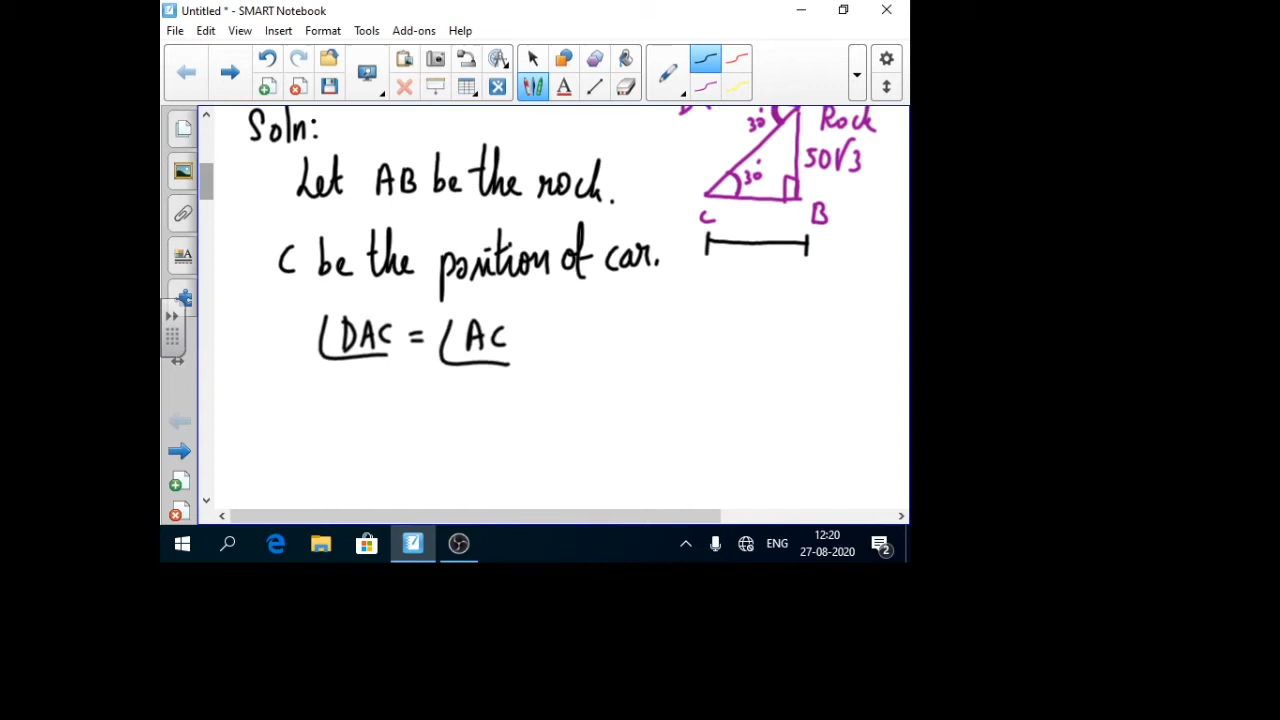 Untitled * - SMART Notebook
File Edit View Insert Format Tools Add-ons Help
Soln:
30° Rock
Let AB be the rock.
30° 50√3
C B
C be the position of car.
∠DAC = ∠AC
ENG
12:20
27-08-2020
2